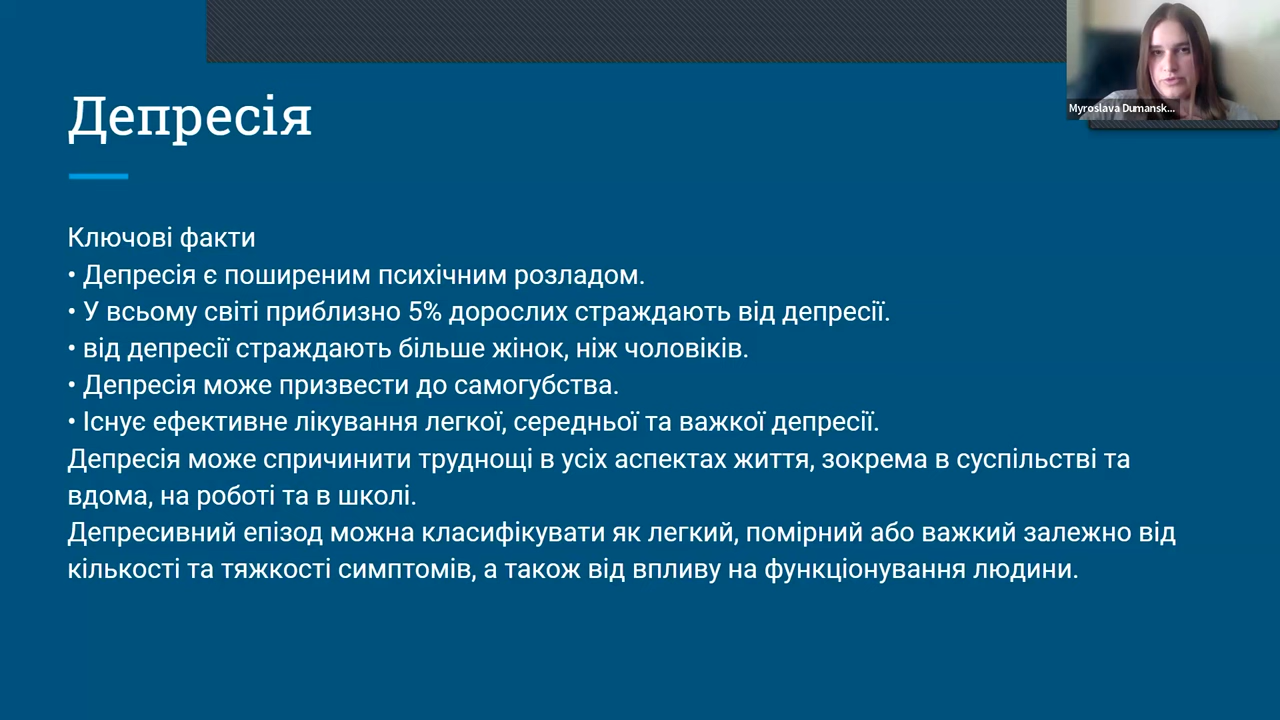 Myroslava Dumansk...
Депресія
Ключові факти
• Депресія є поширеним психічним розладом.
• У всьому світі приблизно 5% дорослих страждають від депресії.
• від депресії страждають більше жінок, ніж чоловіків.
• Депресія може призвести до самогубства.
• Існує ефективне лікування легкої, середньої та важкої депресії.
Депресія може спричинити труднощі в усіх аспектах життя, зокрема в суспільстві та
вдома, на роботі та в школі.
Депресивний епізод можна класифікувати як легкий, помірний або важкий залежно від
кількості та тяжкості симптомів, а також від впливу на функціонування людини.